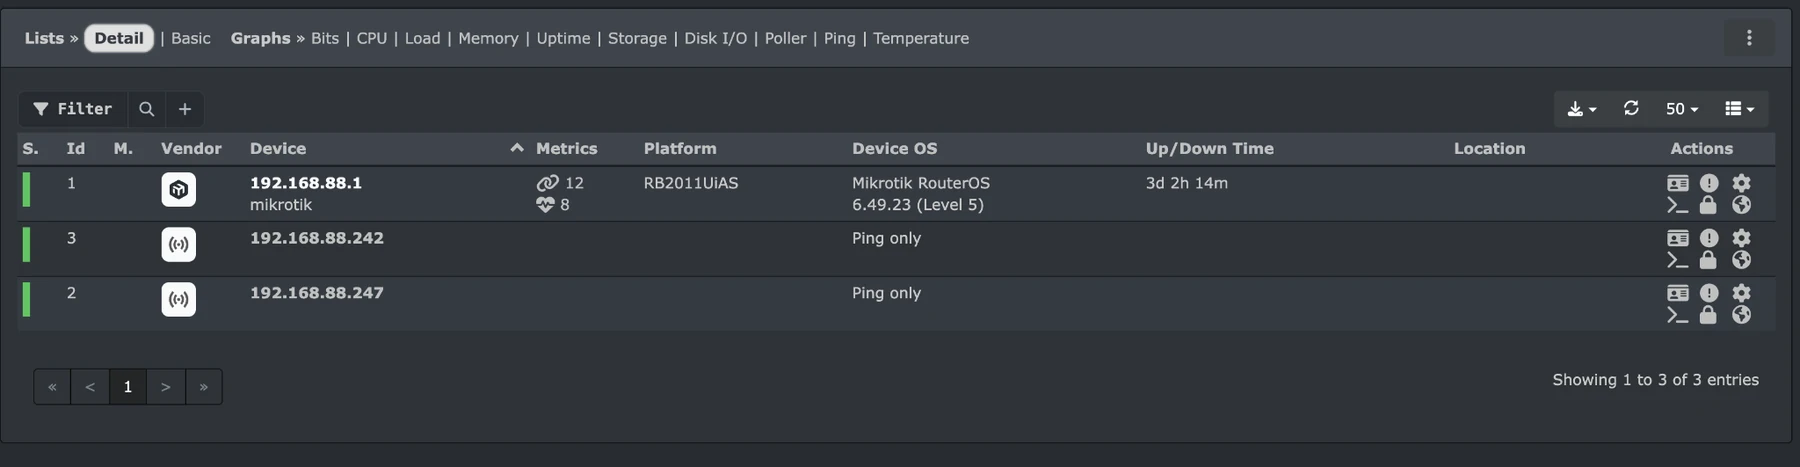 Lists » Detail | Basic Graphs » Bits | CPU | Load | Memory | Uptime | Storage | Disk I/O | Poller | Ping | Temperature
Filter 50
S. Id M. Vendor Device Metrics Platform Device OS Up/Down Time Location Actions
1 192.168.88.1 12 RB2011UiAS Mikrotik RouterOS 3d 2h 14m
mikrotik 8 6.49.23 (Level 5)
3 192.168.88.242 Ping only
2 192.168.88.247 Ping only
« < 1 > » Showing 1 to 3 of 3 entries